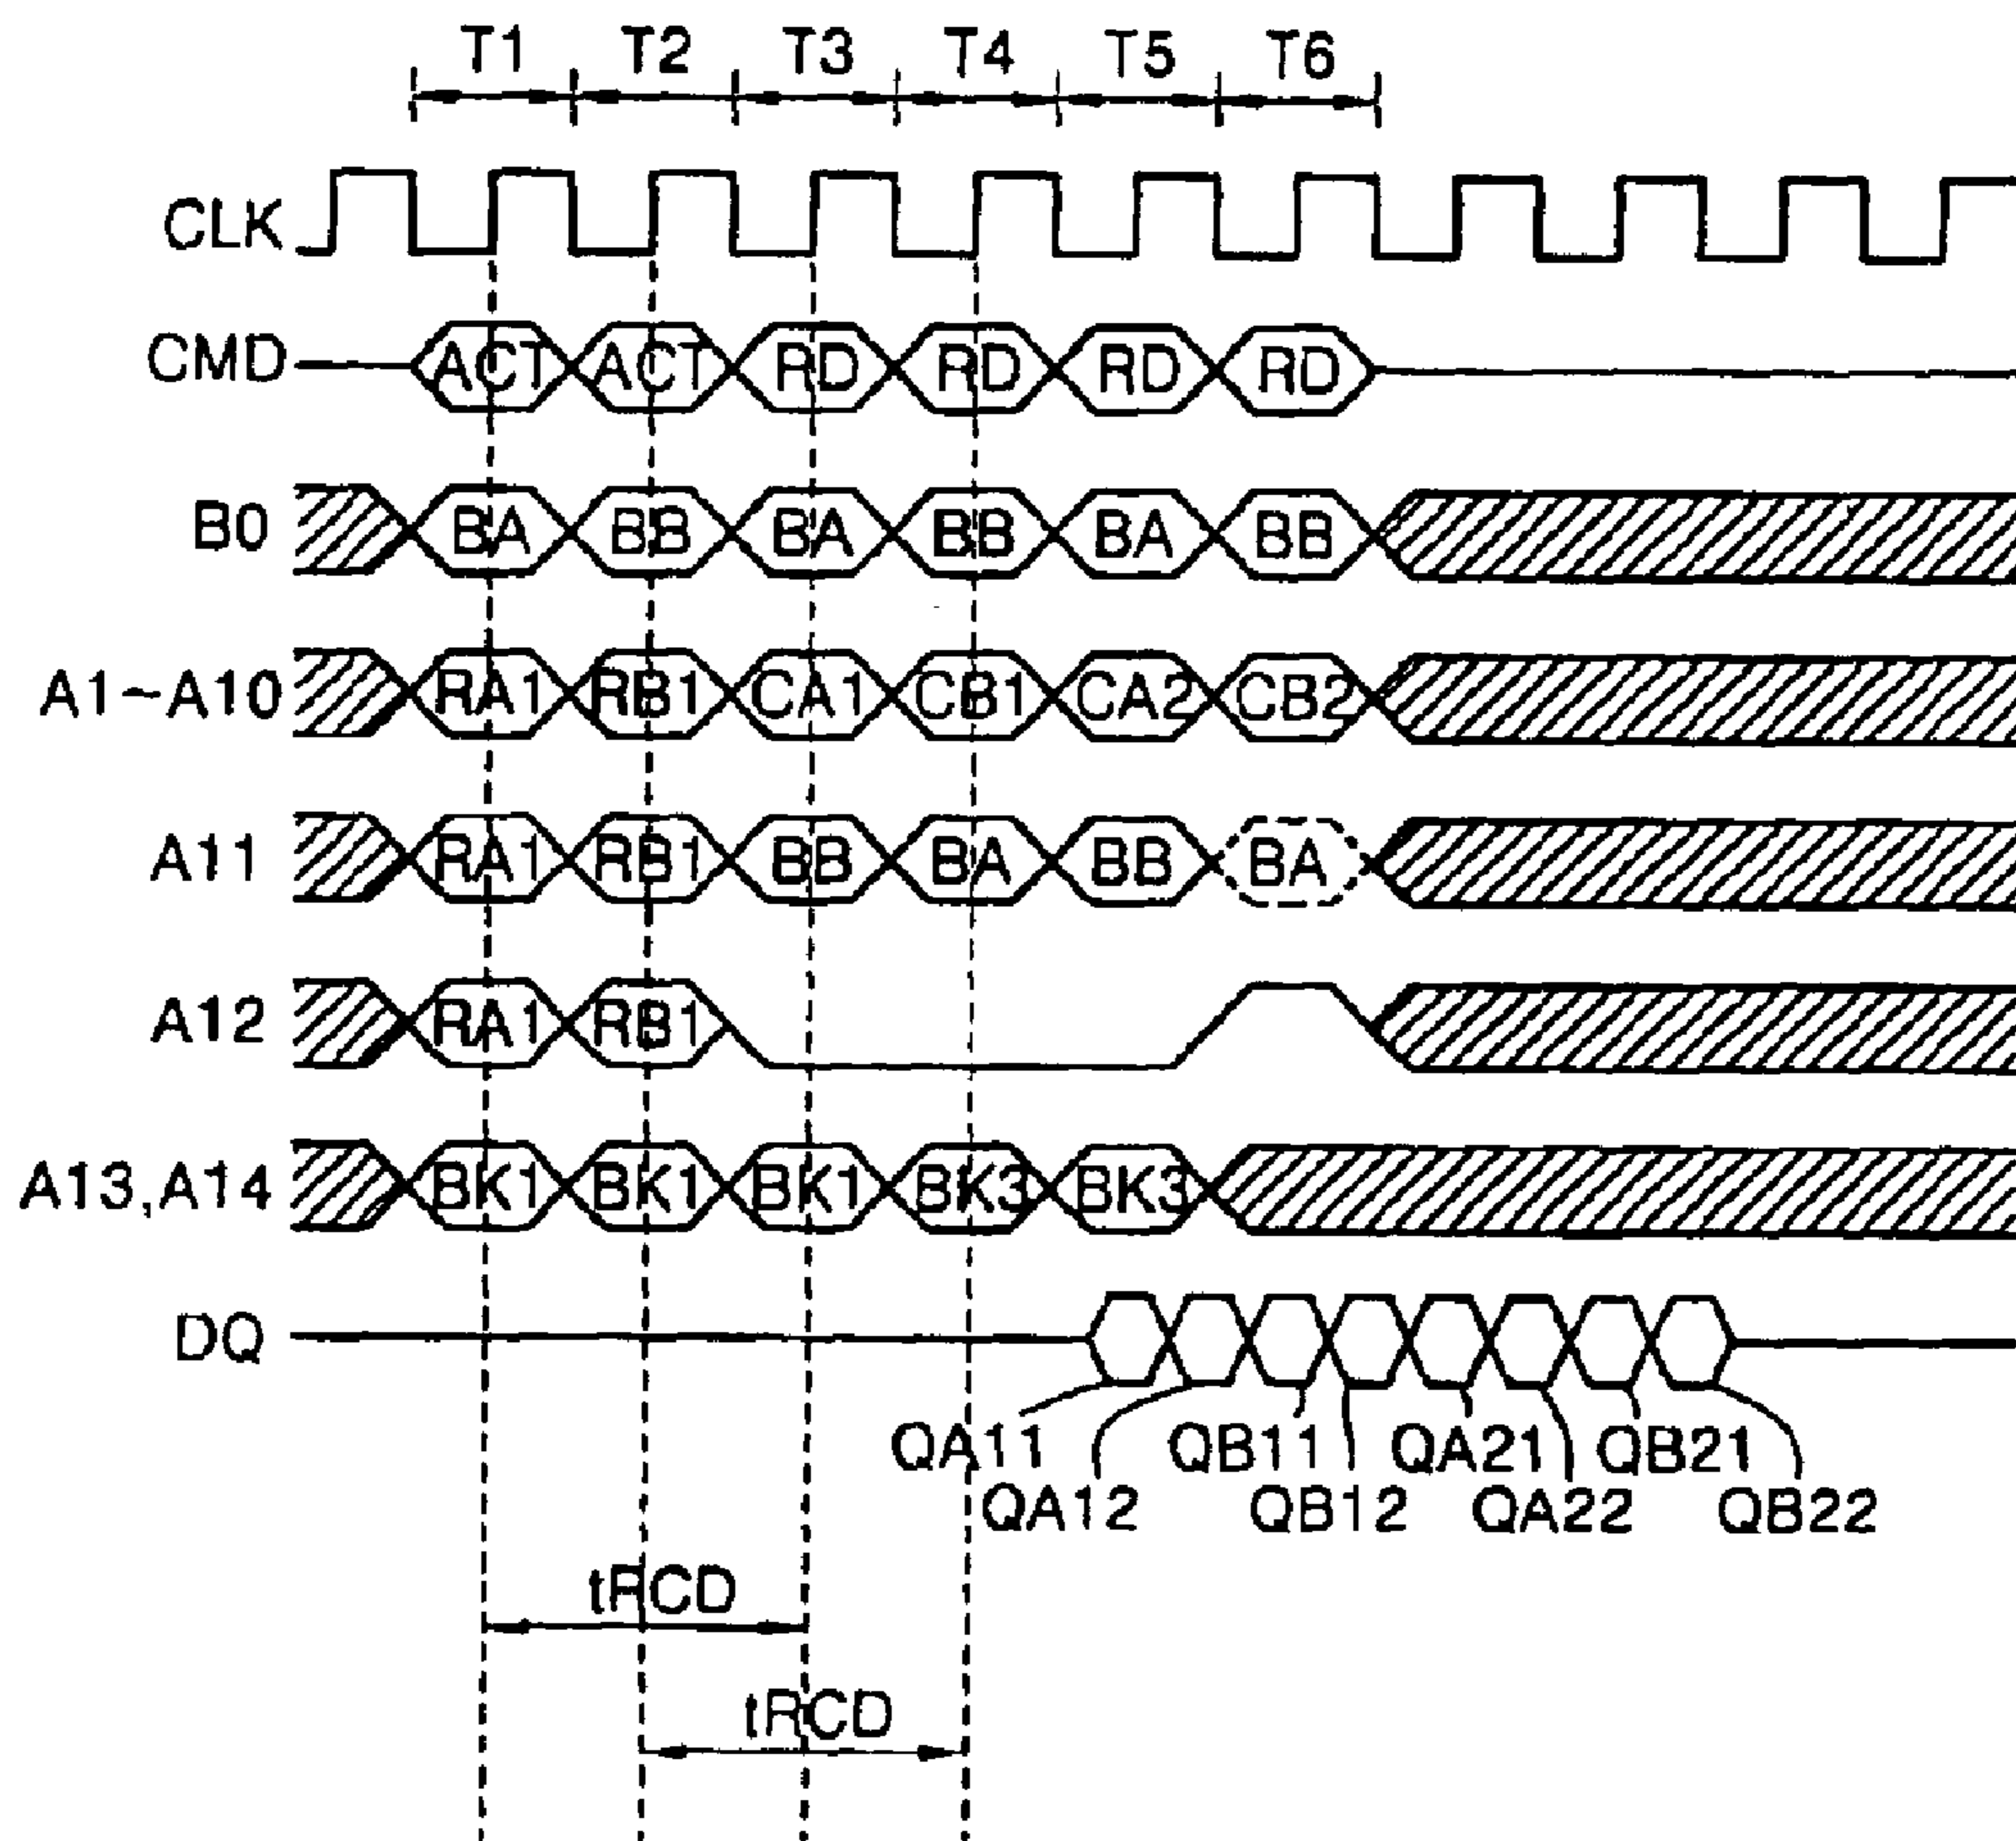 T1 T2 T3 T4 T5 T6
CLK
CMD ACT ACT RD RD RD RD
B0 BA BB BA BB BA BB
A1~A10 RA1 RB1 CA1 CB1 CA2 CB2
A11 RA1 RB1 BB BA BB BA
A12 RA1 RB1
A13,A14 BK1 BK1 BK1 BK3 BK3
DQ
QA11 QB11 QA21 QB21
QA12 QB12 QA22 QB22
tRCD
tRCD